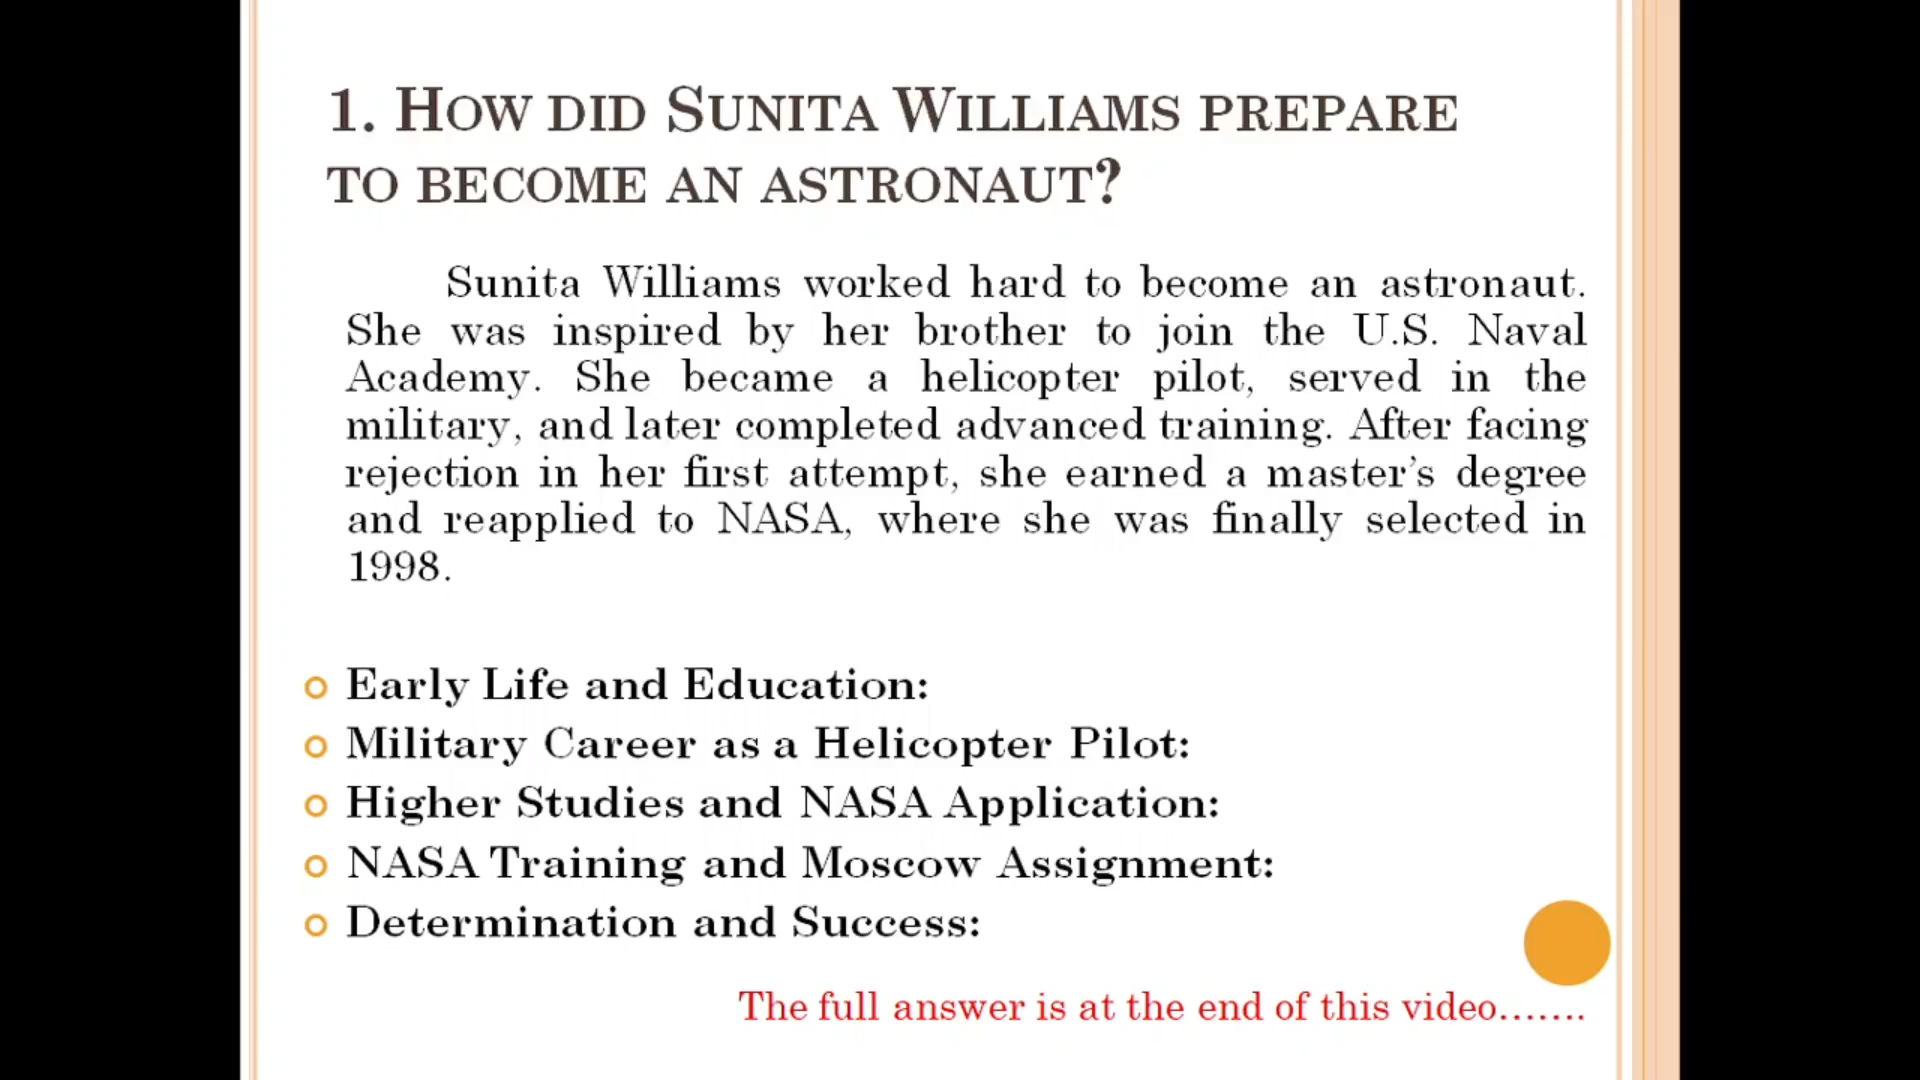 1. HOW DID SUNITA WILLIAMS PREPARE
TO BECOME AN ASTRONAUT?
Sunita Williams worked hard to become an astronaut.
She was inspired by her brother to join the U.S. Naval
Academy. She became a helicopter pilot, served in the
military, and later completed advanced training. After facing
rejection in her first attempt, she earned a master's degree
and reapplied to NASA, where she was finally selected in
1998.
Early Life and Education:
Military Career as a Helicopter Pilot:
Higher Studies and NASA Application:
NASA Training and Moscow Assignment:
Determination and Success:
The full answer is at the end of this video.......